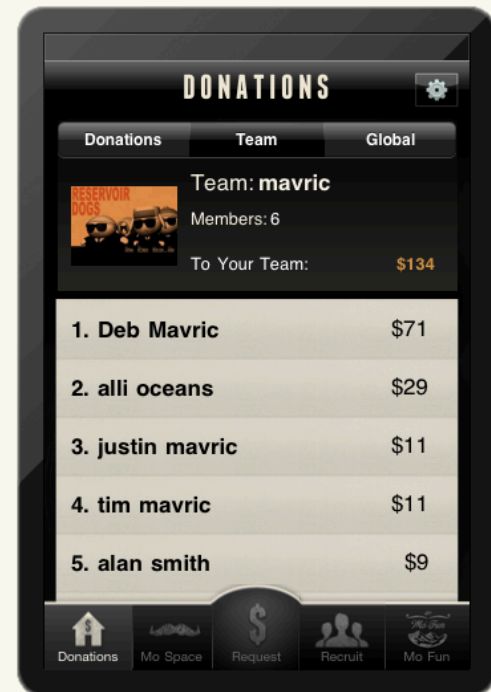 DONATIONS
Donations Team Global
RESERVOIR
DOGS
Team: mavric
Members: 6
To Your Team: $134
1. Deb Mavric $71
2. alli oceans $29
3. justin mavric $11
4. tim mavric $11
5. alan smith $9
$
Donations Mo Space Request Recruit Mo Fun